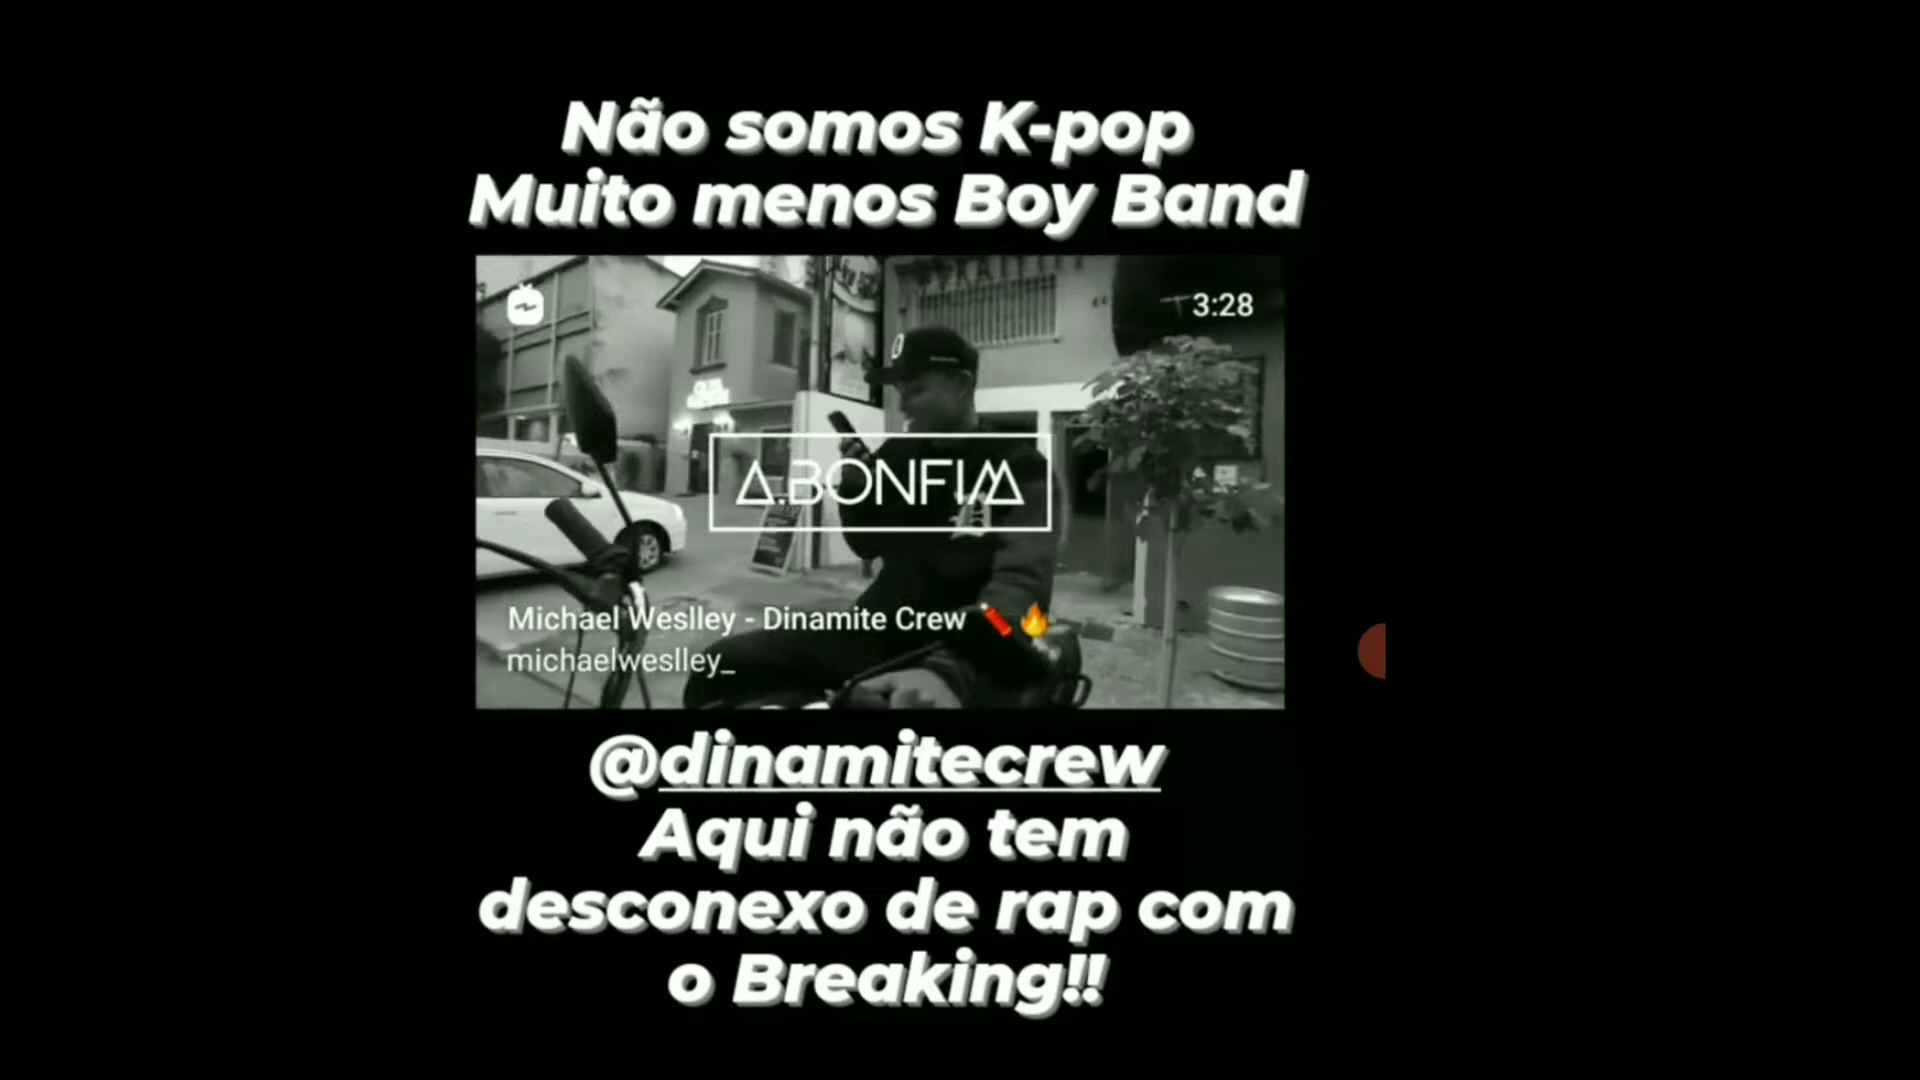 Não somos K-pop
Muito menos Boy Band
3:28
A.BONFIM
Michael Weslley - Dinamite Crew 🧨🔥
michaelweslley_
@dinamitecrew
Aqui não tem
desconexo de rap com
o Breaking!!